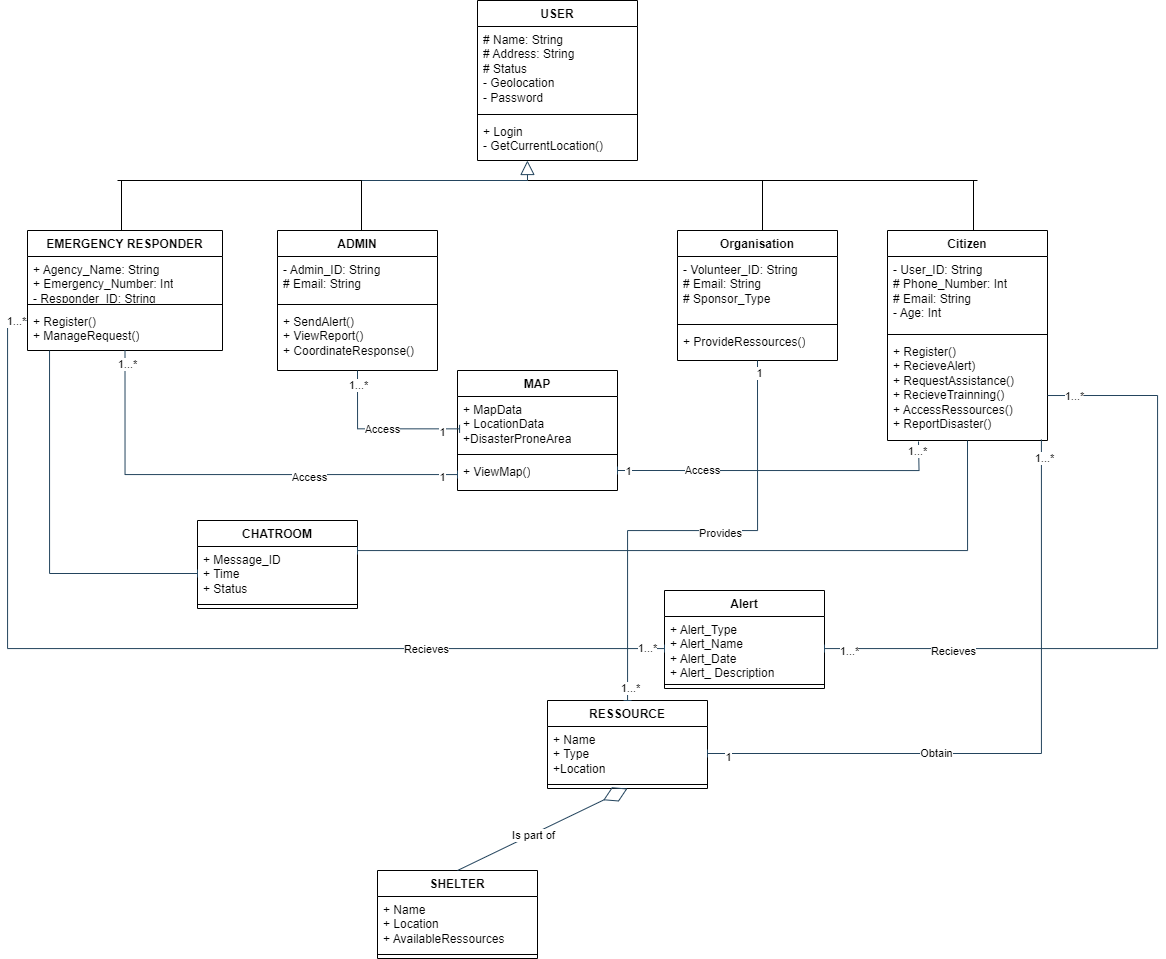 USER
# Name: String
# Address: String
# Status
- Geolocation
- Password
+ Login
- GetCurrentLocation()
EMERGENCY RESPONDER
+ Agency_Name: String
+ Emergency_Number: Int
- Responder_ID: String
+ Register()
+ ManageRequest()
ADMIN
- Admin_ID: String
# Email: String
+ SendAlert()
+ ViewReport()
+ CoordinateResponse()
Organisation
- Volunteer_ID: String
# Email: String
# Sponsor_Type
+ ProvideRessources()
Citizen
- User_ID: String
# Phone_Number: Int
# Email: String
- Age: Int
+ Register()
+ RecieveAlert)
+ RequestAssistance()
+ RecieveTrainning()
+ AccessRessources()
+ ReportDisaster()
1...*
1...*
1...*
1
1...*
1...*
1...*
MAP
+ MapData
+ LocationData
+DisasterProneArea
+ ViewMap()
Access
1
Access
1
1
Access
Provides
CHATROOM
+ Message_ID
+ Time
+ Status
Alert
+ Alert_Type
+ Alert_Name
+ Alert_Date
+ Alert_ Description
Recieves
1...*
1...*
Recieves
1...*
RESSOURCE
+ Name
+ Type
+Location
1
Obtain
Is part of
SHELTER
+ Name
+ Location
+ AvailableRessources